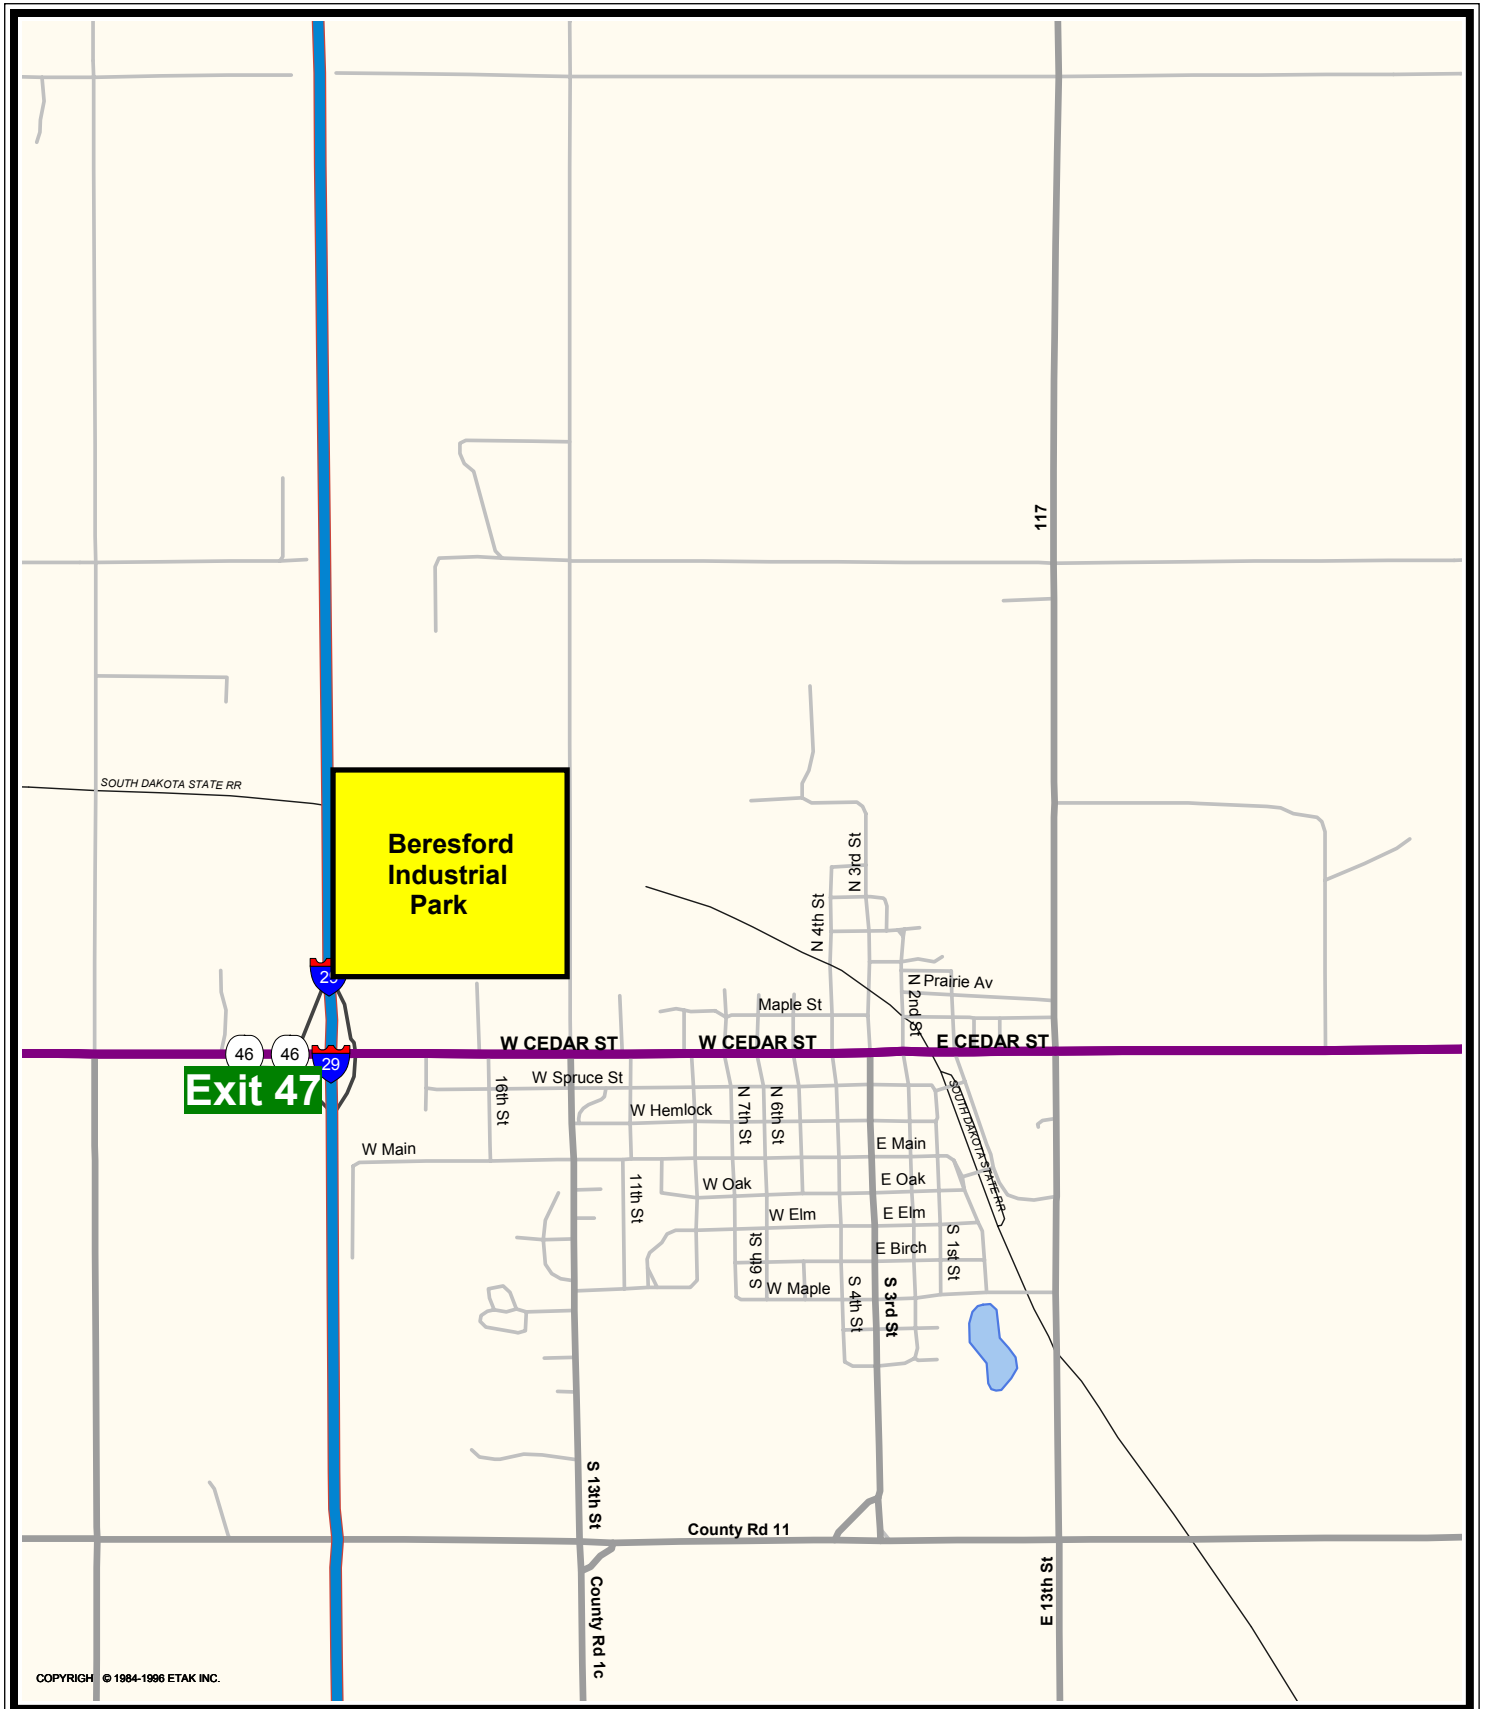 117
SOUTH DAKOTA STATE RR
Beresford
Industrial
Park
N 3rd St
N 4th St
29
Prairie Av
N 2nd St
Maple St
W CEDAR ST
W CEDAR ST
E CEDAR ST
46
46
29
Exit 47
W Spruce St
16th St
W Hemlock
N 7th St
N 6th St
SOUTH DAKOTA STATE RR
W Main
E Main
W Oak
E Oak
11th St
W Elm
E Elm
S 1st St
E Birch
S 6th St
W Maple
S 4th St
S 3rd St
S 13th St
County Rd 11
E 13th St
County Rd 1c
COPYRIGH © 1984-1996 ETAK INC.